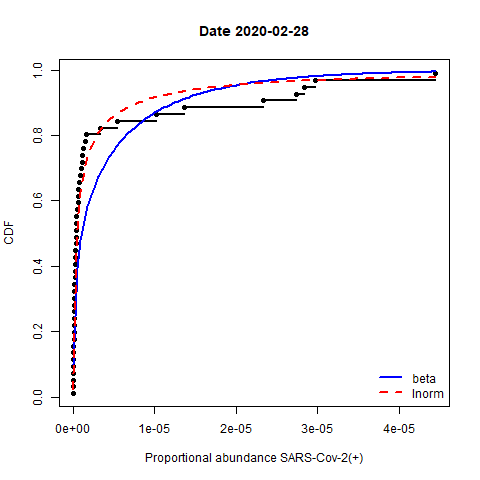 Date 2020-02-28
CDF
1.0
0.8
0.6
0.4
0.2
0.0
beta
lnorm
0e+00 1e-05 2e-05 3e-05 4e-05
Proportional abundance SARS-Cov-2(+)